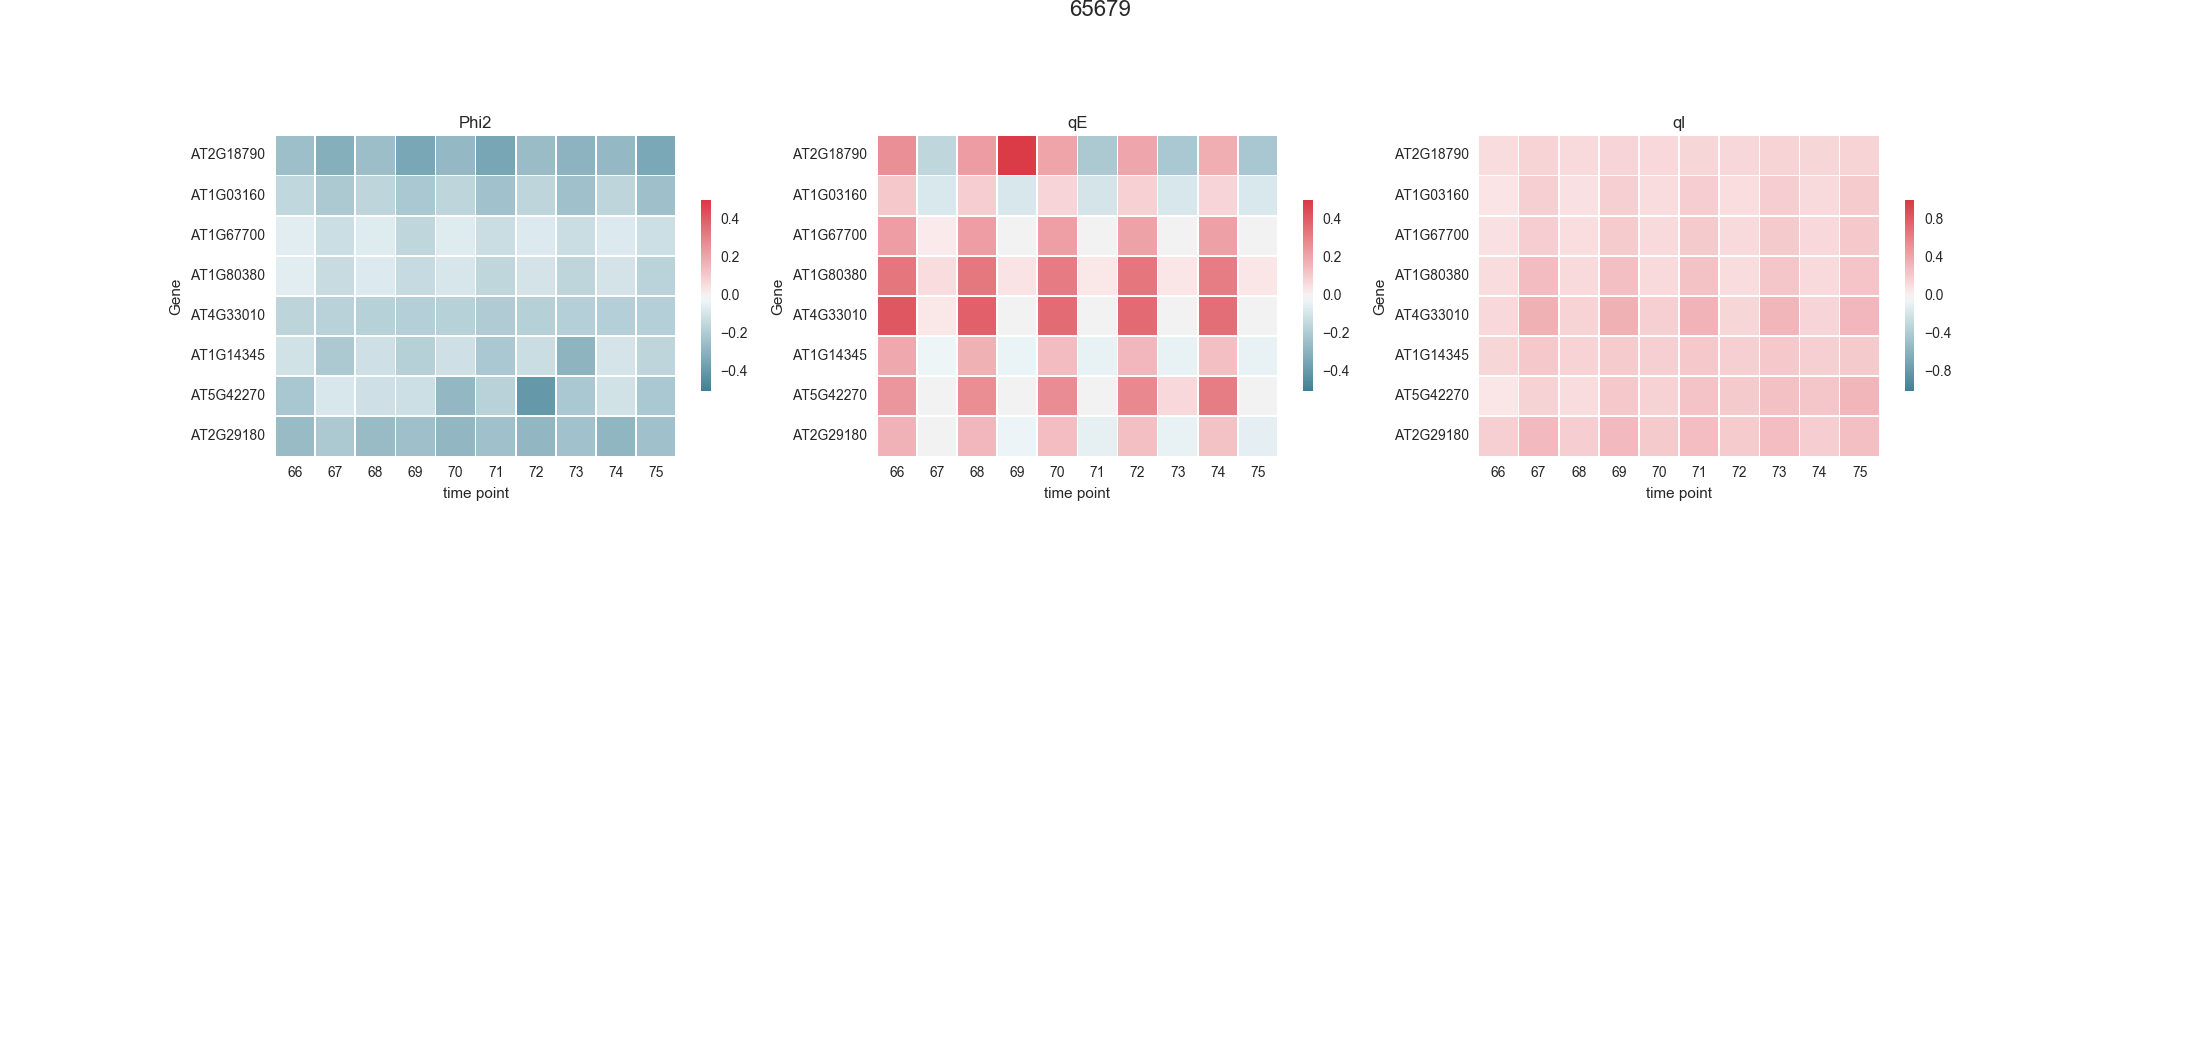 65679
Phi2
Gene
AT2G18790
AT1G03160
AT1G67700
AT1G80380
AT4G33010
AT1G14345
AT5G42270
AT2G29180
66 67 68 69 70 71 72 73 74 75
time point
0.4
0.2
0.0
−0.2
−0.4
qE
Gene
AT2G18790
AT1G03160
AT1G67700
AT1G80380
AT4G33010
AT1G14345
AT5G42270
AT2G29180
66 67 68 69 70 71 72 73 74 75
time point
0.4
0.2
0.0
−0.2
−0.4
qI
Gene
AT2G18790
AT1G03160
AT1G67700
AT1G80380
AT4G33010
AT1G14345
AT5G42270
AT2G29180
66 67 68 69 70 71 72 73 74 75
time point
0.8
0.4
0.0
−0.4
−0.8